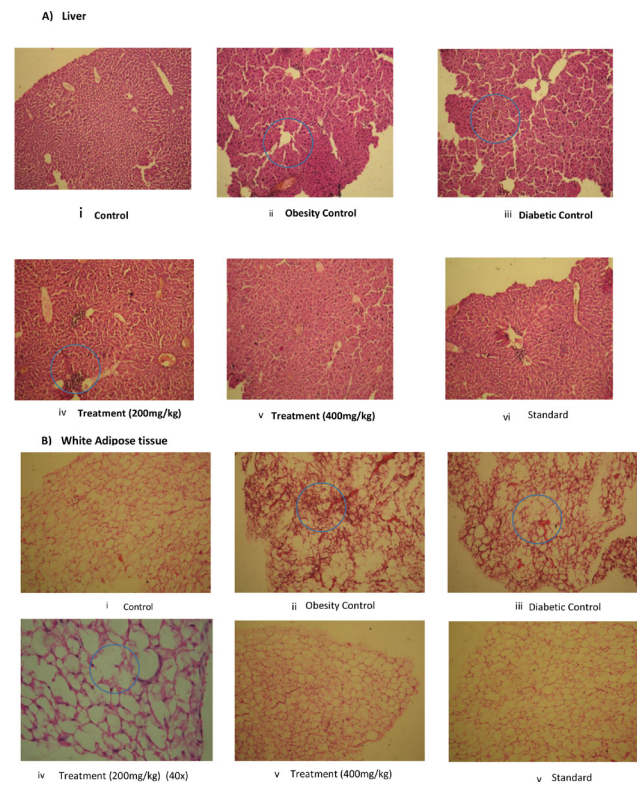 A) Liver
i Control
ii Obesity Control
iii Diabetic Control
iv Treatment (200mg/kg)
v Treatment (400mg/kg)
vi Standard
B) White Adipose tissue
i Control
ii Obesity Control
iii Diabetic Control
iv Treatment (200mg/kg) (40x)
v Treatment (400mg/kg)
v Standard